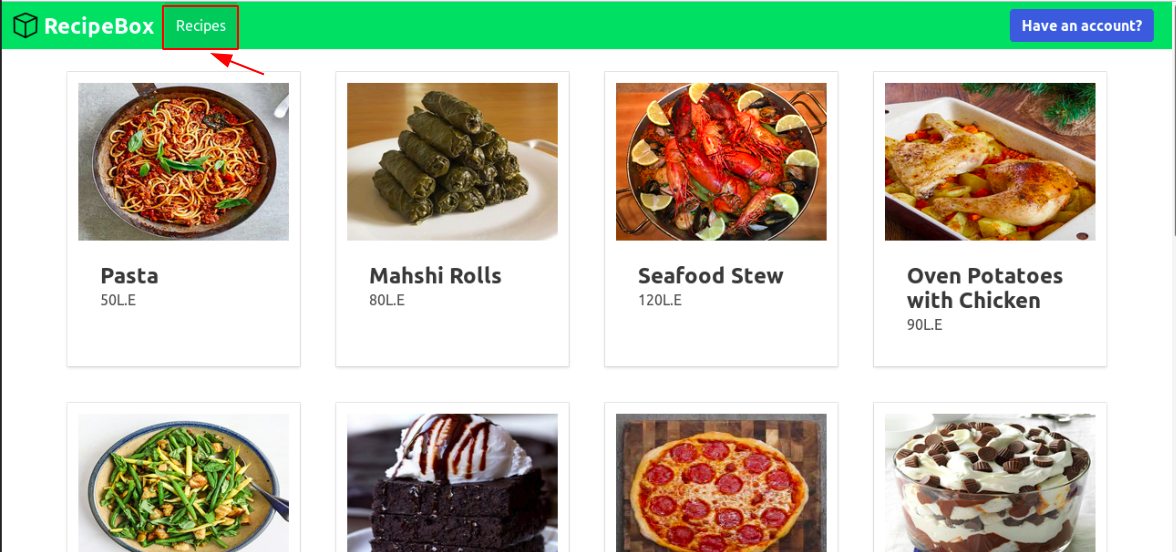 RecipeBox Recipes Have an account?
Pasta
50L.E
Mahshi Rolls
80L.E
Seafood Stew
120L.E
Oven Potatoes
with Chicken
90L.E